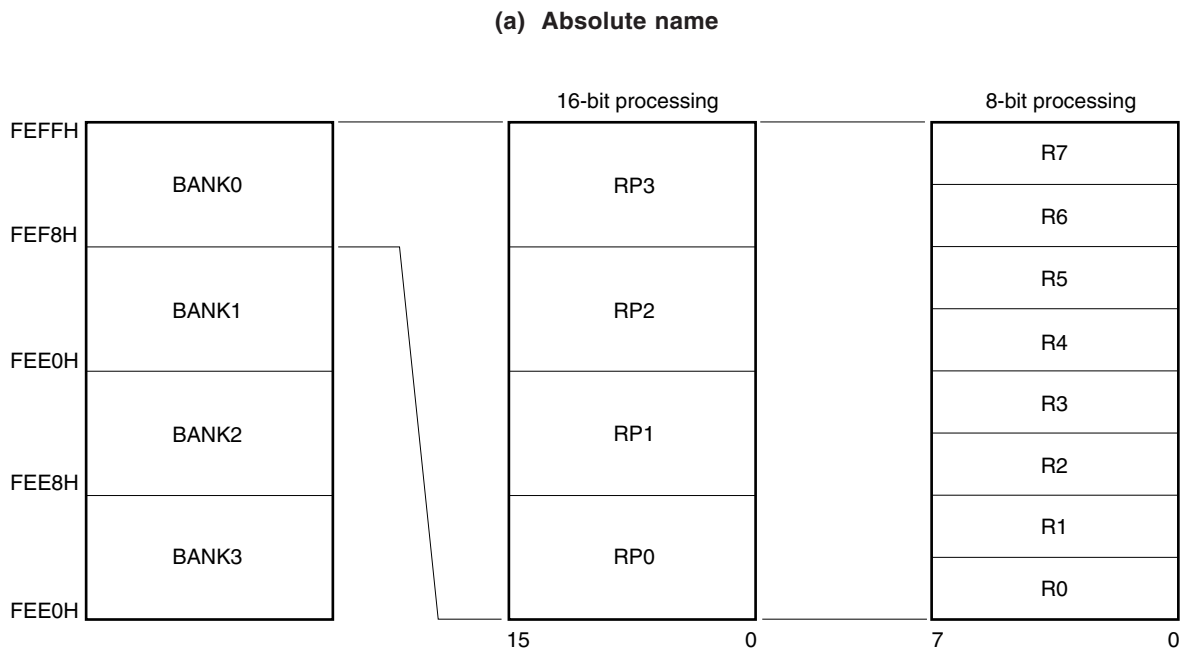 (a) Absolute name
16-bit processing
8-bit processing
FEFFH
BANK0
FEF8H
BANK1
FEE0H
BANK2
FEE8H
BANK3
FEE0H
RP3
RP2
RP1
RP0
15 0
R7
R6
R5
R4
R3
R2
R1
R0
7 0